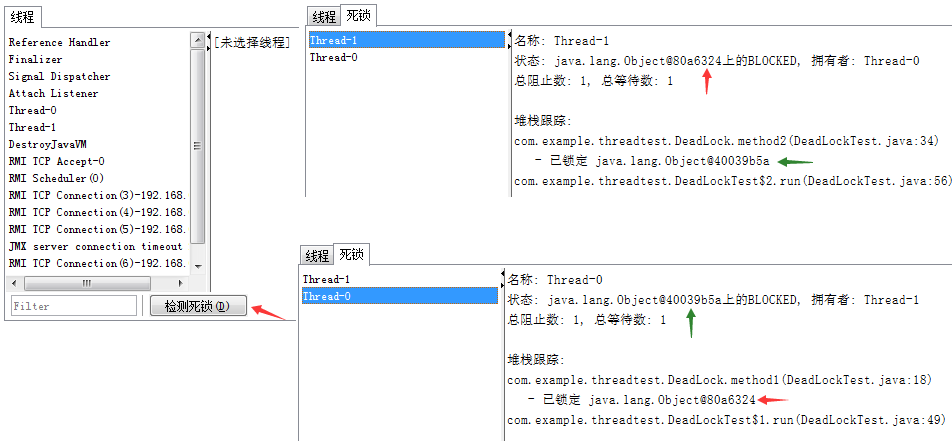 线程
Reference Handler
Finalizer
Signal Dispatcher
Attach Listener
Thread-0
Thread-1
DestroyJavaVM
RMI TCP Accept-0
RMI Scheduler(0)
RMI TCP Connection(3)-192.168.
RMI TCP Connection(4)-192.168.
RMI TCP Connection(5)-192.168.
JMX server connection timeout
RMI TCP Connection(6)-192.168.
Filter
检测死锁(D)
[未选择线程]
线程 死锁
Thread-1
Thread-0
名称: Thread-1
状态: java.lang.Object@80a6324上的BLOCKED, 拥有者: Thread-0
总阻止数: 1, 总等待数: 1
堆栈跟踪:
com.example.threadtest.DeadLock.method2(DeadLockTest.java:34)
- 已锁定 java.lang.Object@40039b5a
com.example.threadtest.DeadLockTest$2.run(DeadLockTest.java:56)
线程 死锁
Thread-1
Thread-0
名称: Thread-0
状态: java.lang.Object@40039b5a上的BLOCKED, 拥有者: Thread-1
总阻止数: 1, 总等待数: 1
堆栈跟踪:
com.example.threadtest.DeadLock.method1(DeadLockTest.java:18)
- 已锁定 java.lang.Object@80a6324
com.example.threadtest.DeadLockTest$1.run(DeadLockTest.java:49)